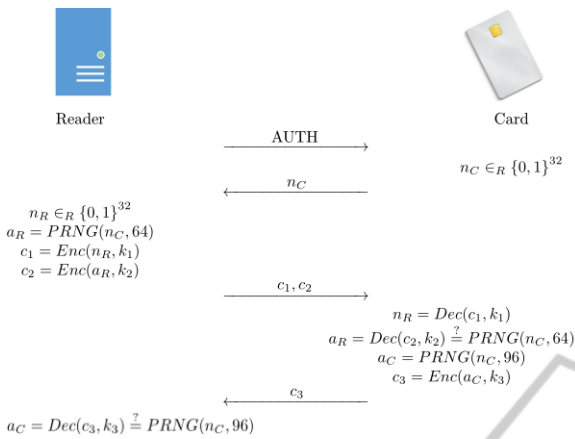 Reader
Card
AUTH
n_C ∈_R {0, 1}^32
n_C
n_R ∈_R {0, 1}^32
a_R = PRNG(n_C, 64)
c_1 = Enc(n_R, k_1)
c_2 = Enc(a_R, k_2)
c_1, c_2
n_R = Dec(c_1, k_1)
a_R = Dec(c_2, k_2) ≟ PRNG(n_C, 64)
a_C = PRNG(n_C, 96)
c_3 = Enc(a_C, k_3)
c_3
a_C = Dec(c_3, k_3) ≟ PRNG(n_C, 96)